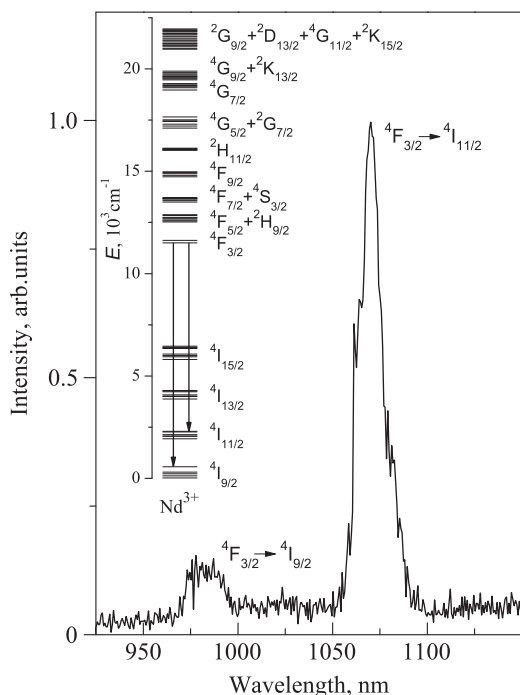 ²G₉/₂+²D₁₃/₂+⁴G₁₁/₂+²K₁₅/₂
⁴G₉/₂+²K₁₃/₂
⁴G₇/₂
⁴G₅/₂+²G₇/₂
²H₁₁/₂
⁴F₉/₂
⁴F₇/₂+⁴S₃/₂
⁴F₅/₂+²H₉/₂
⁴F₃/₂
⁴I₁₅/₂
⁴I₁₃/₂
⁴I₁₁/₂
⁴I₉/₂
20
15
10
5
0
E, 10³ cm⁻¹
Nd³⁺
⁴F₃/₂→⁴I₁₁/₂
⁴F₃/₂→⁴I₉/₂
1.0
0.5
0
Intensity, arb.units
950
1000
1050
1100
Wavelength, nm